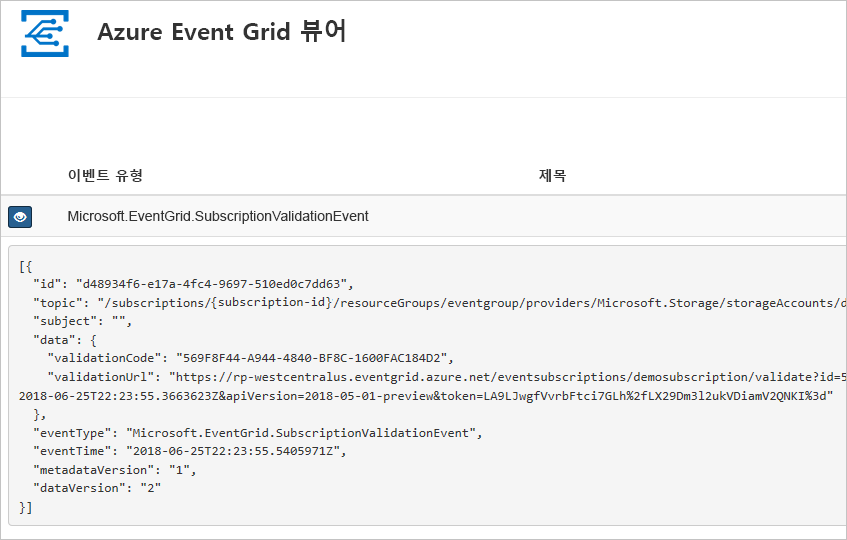 Azure Event Grid 뷰어
이벤트 유형 제목
Microsoft.EventGrid.SubscriptionValidationEvent
[{
"id": "d48934f6-e17a-4fc4-9697-510ed0c7dd63",
"topic": "/subscriptions/{subscription-id}/resourceGroups/eventgroup/providers/Microsoft.Storage/storageAccounts/d
"subject": "",
"data": {
"validationCode": "569F8F44-A944-4840-BF8C-1600FAC184D2",
"validationUrl": "https://rp-westcentralus.eventgrid.azure.net/eventsubscriptions/demosubscription/validate?id=5
2018-06-25T22:23:55.3663623Z&apiVersion=2018-05-01-preview&token=LA9LJwgfVvrbFtci7GLh%2fLX29Dm3l2ukVDiamV2QNKI%3d"
},
"eventType": "Microsoft.EventGrid.SubscriptionValidationEvent",
"eventTime": "2018-06-25T22:23:55.5405971Z",
"metadataVersion": "1",
"dataVersion": "2"
}]